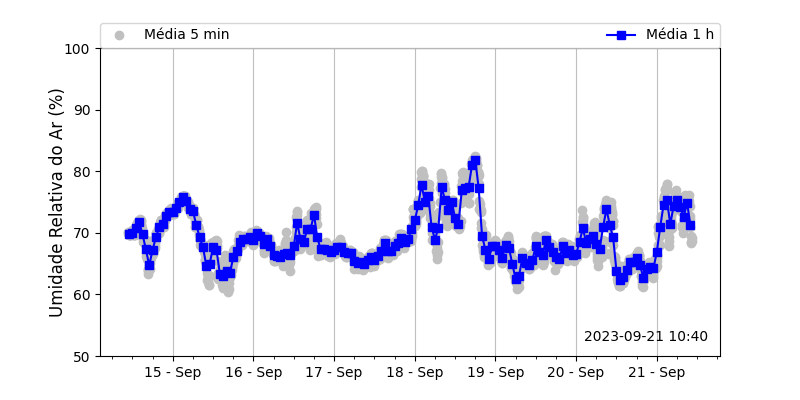 Média 5 min
Média 1 h
Umidade Relativa do Ar (%)
100
90
80
70
60
50
2023-09-21 10:40
15 - Sep
16 - Sep
17 - Sep
18 - Sep
19 - Sep
20 - Sep
21 - Sep